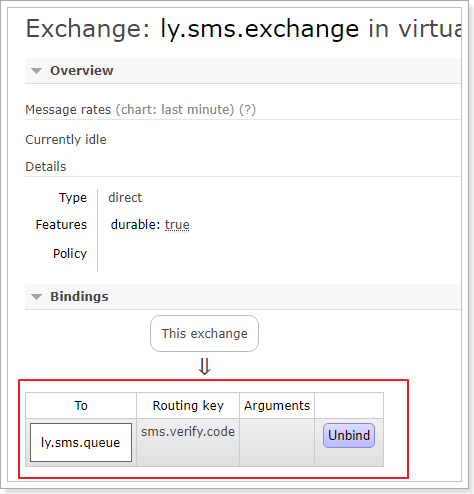 Exchange: ly.sms.exchange in virtua
Overview
Message rates (chart: last minute) (?)
Currently idle
Details
Type direct
Features durable: true
Policy
Bindings
This exchange
⇓
To Routing key Arguments
ly.sms.queue sms.verify.code Unbind